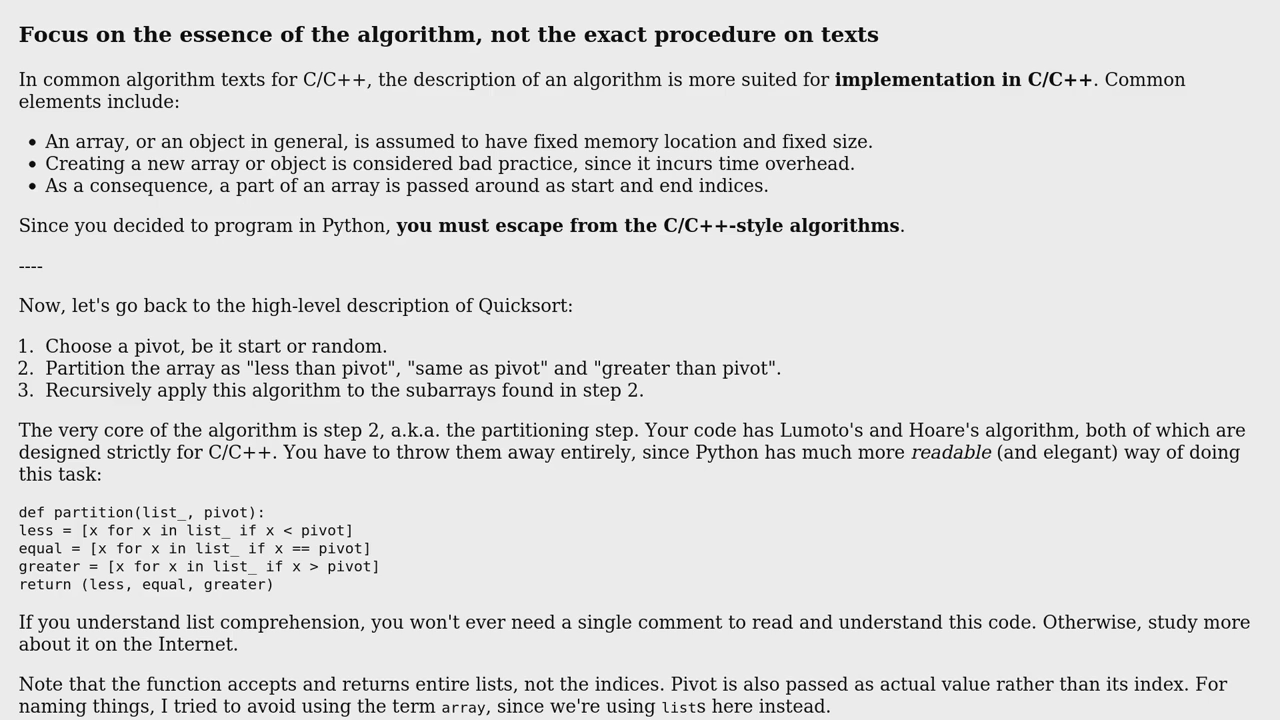 Focus on the essence of the algorithm, not the exact procedure on texts
In common algorithm texts for C/C++, the description of an algorithm is more suited for implementation in C/C++. Common
elements include:
• An array, or an object in general, is assumed to have fixed memory location and fixed size.
• Creating a new array or object is considered bad practice, since it incurs time overhead.
• As a consequence, a part of an array is passed around as start and end indices.
Since you decided to program in Python, you must escape from the C/C++-style algorithms.
----
Now, let's go back to the high-level description of Quicksort:
1. Choose a pivot, be it start or random.
2. Partition the array as "less than pivot", "same as pivot" and "greater than pivot".
3. Recursively apply this algorithm to the subarrays found in step 2.
The very core of the algorithm is step 2, a.k.a. the partitioning step. Your code has Lumoto's and Hoare's algorithm, both of which are
designed strictly for C/C++. You have to throw them away entirely, since Python has much more readable (and elegant) way of doing
this task:
def partition(list_, pivot):
less = [x for x in list_ if x < pivot]
equal = [x for x in list_ if x == pivot]
greater = [x for x in list_ if x > pivot]
return (less, equal, greater)
If you understand list comprehension, you won't ever need a single comment to read and understand this code. Otherwise, study more
about it on the Internet.
Note that the function accepts and returns entire lists, not the indices. Pivot is also passed as actual value rather than its index. For
naming things, I tried to avoid using the term array, since we're using lists here instead.